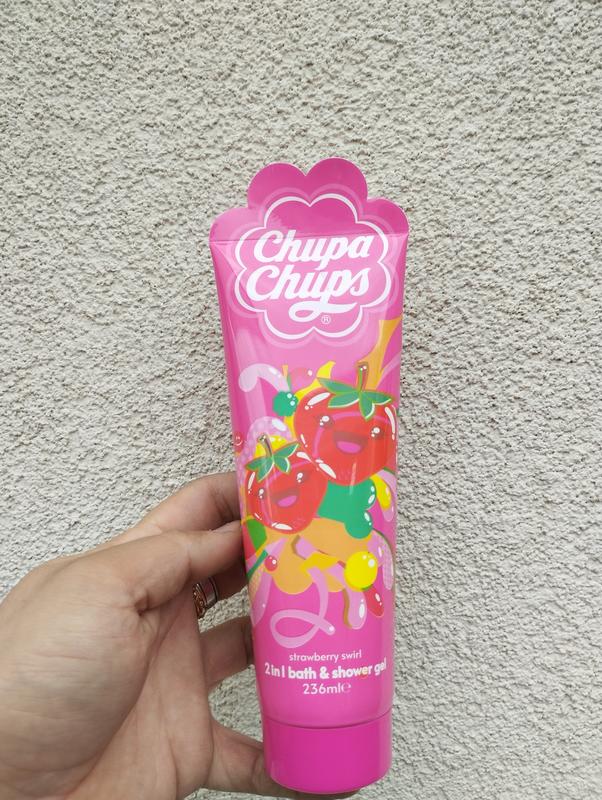 Chupa
Chups
®
strawberry swirl
2in1 bath & shower gel
236ml℮